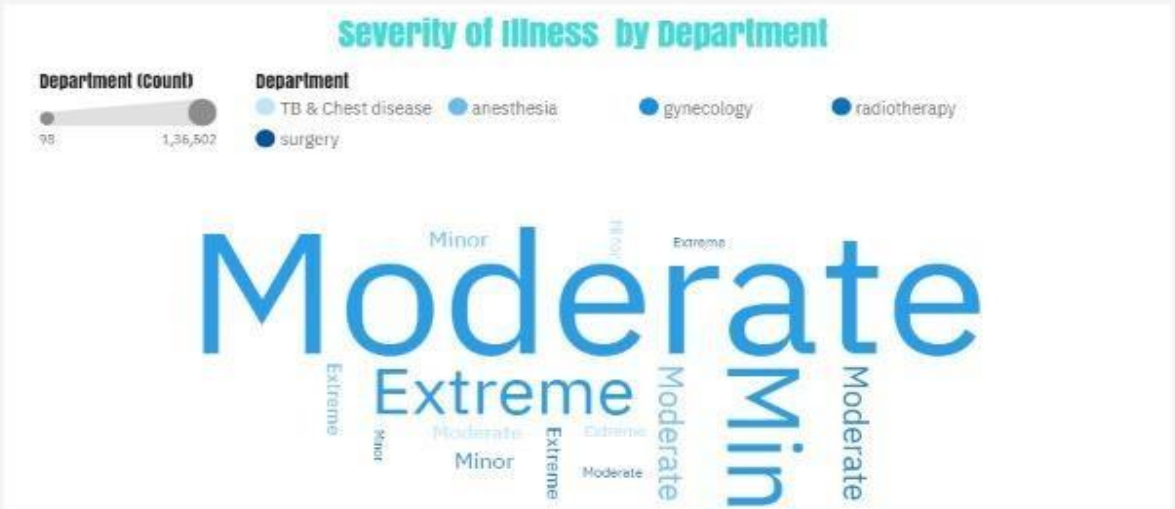 Severity of Illness by Department
Department (Count)
98
1,36,502
Department
TB & Chest disease
anesthesia
gynecology
radiotherapy
surgery
Minor
Minor
Extreme
Moderate
Extreme
Extreme
Moderate
Min
Moderate
Minor
Moderate
Extreme
Extreme
Minor
Moderate